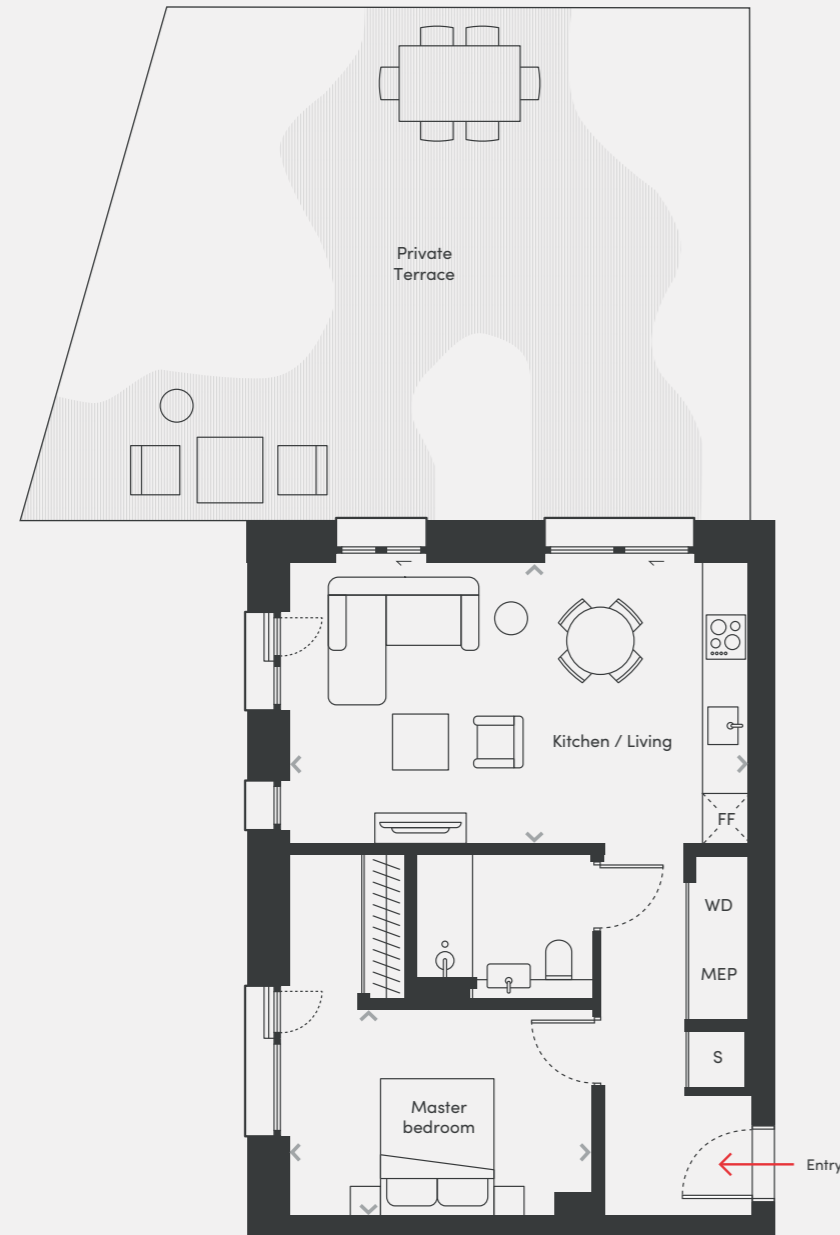 Private
Terrace
Kitchen / Living
FF
WD
MEP
S
Master
bedroom
Entry